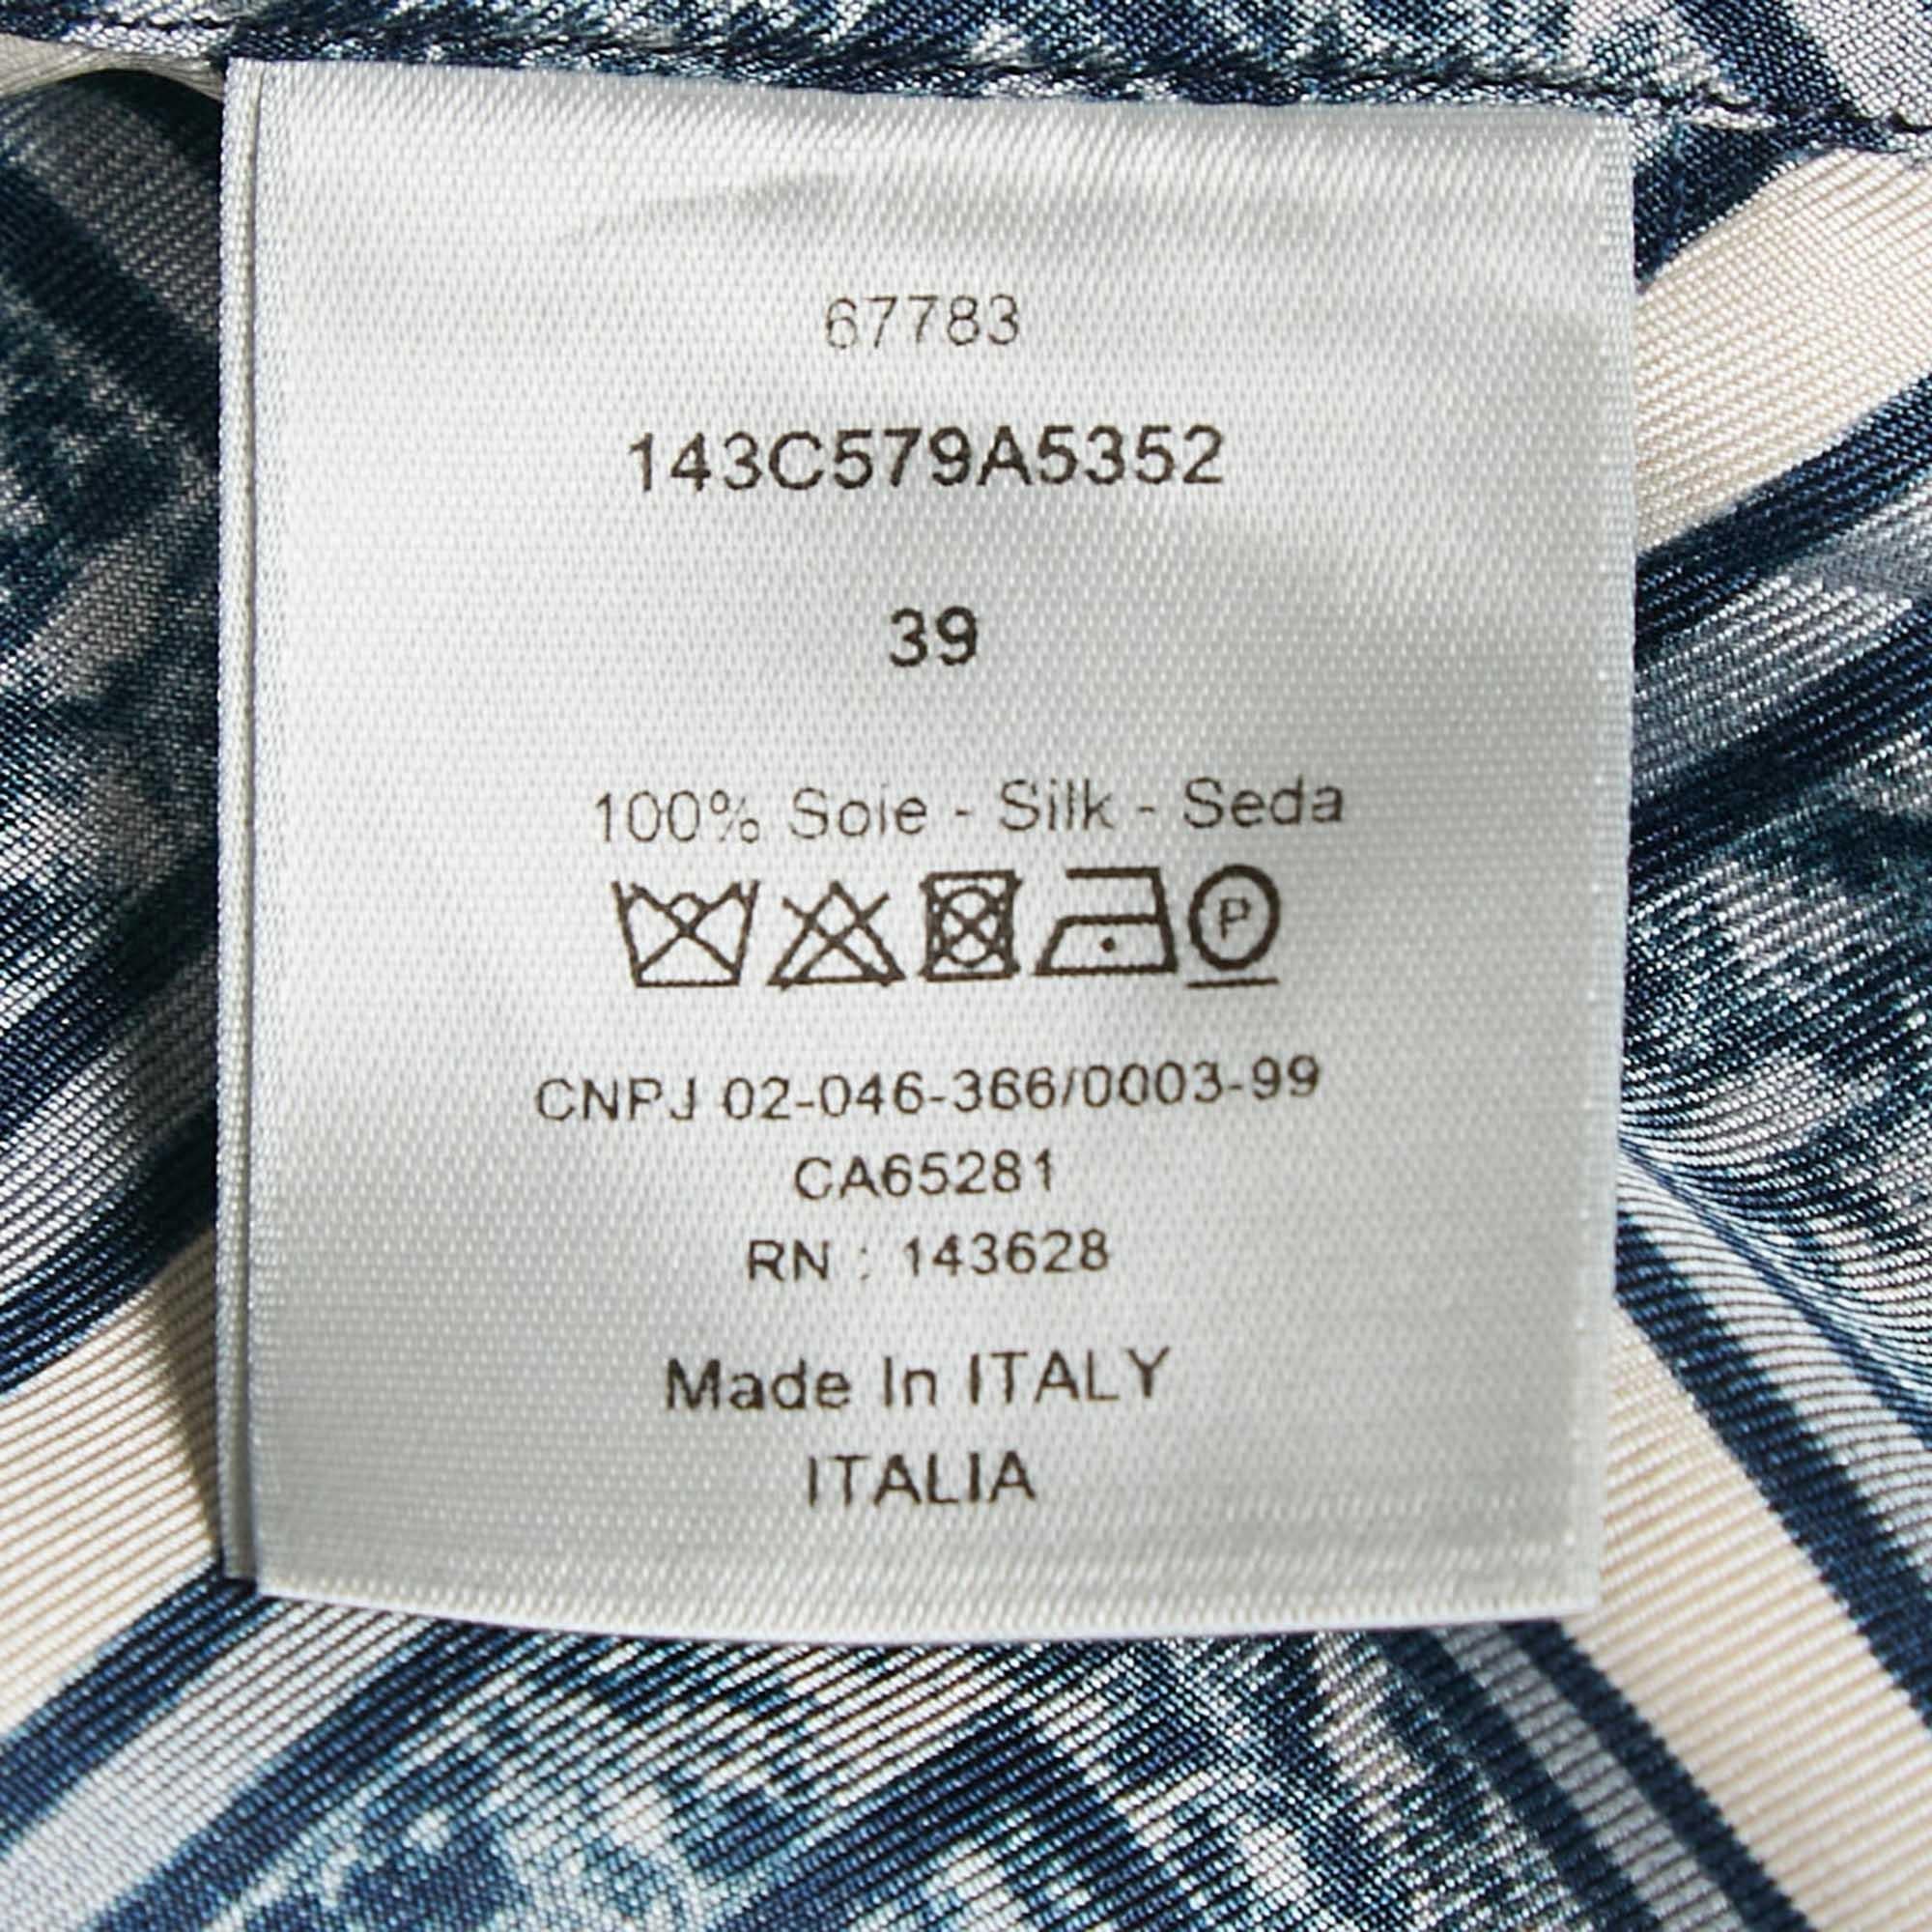 67783
143C579A5352
39
100% Soie - Silk - Seda
P
CNPJ 02-046-366/0003-99
CA65281
RN : 143628
Made In ITALY
ITALIA